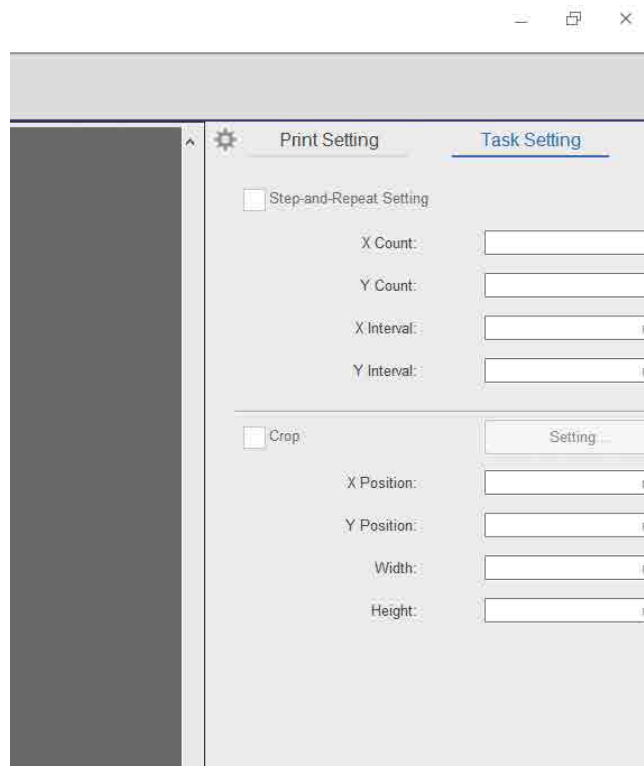 Print Setting Task Setting
Step-and-Repeat Setting
X Count:
Y Count:
X Interval:
Y Interval:
Crop Setting...
X Position:
Y Position:
Width:
Height: